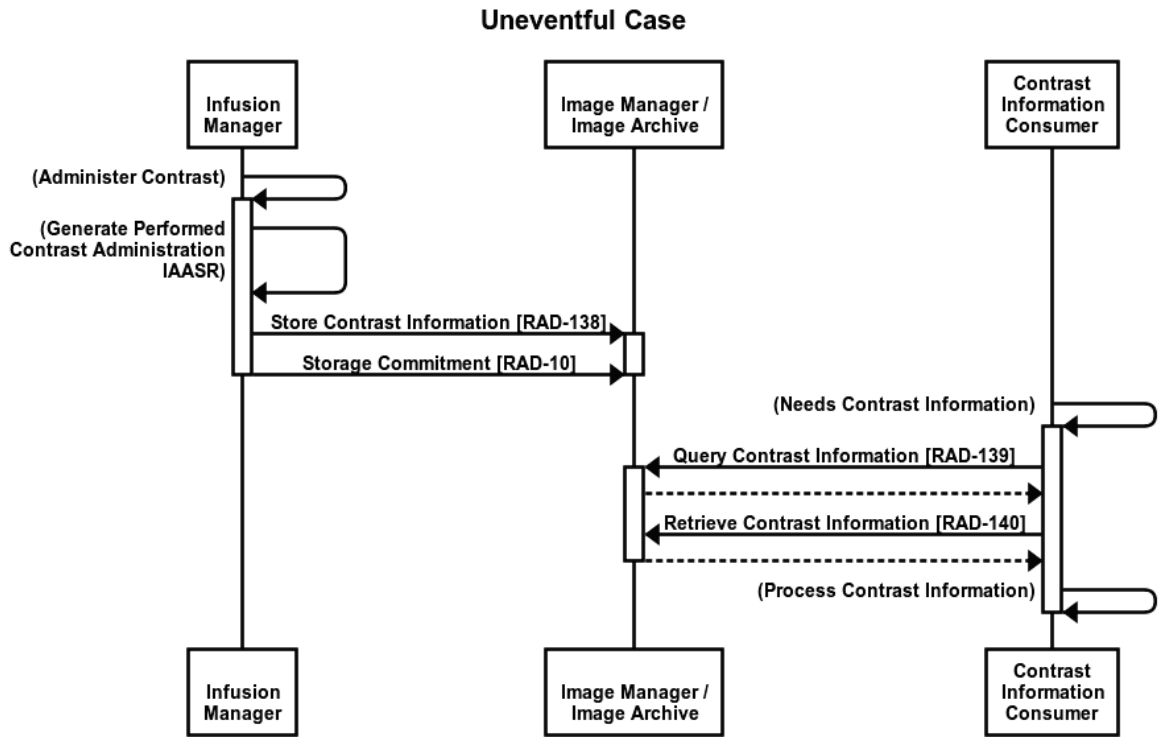 Uneventful Case
Infusion
Manager
Image Manager /
Image Archive
Contrast
Information
Consumer
(Administer Contrast)
(Generate Performed
Contrast Administration
IAASR)
Store Contrast Information [RAD-138]
Storage Commitment [RAD-10]
(Needs Contrast Information)
Query Contrast Information [RAD-139]
Retrieve Contrast Information [RAD-140]
(Process Contrast Information)
Infusion
Manager
Image Manager /
Image Archive
Contrast
Information
Consumer